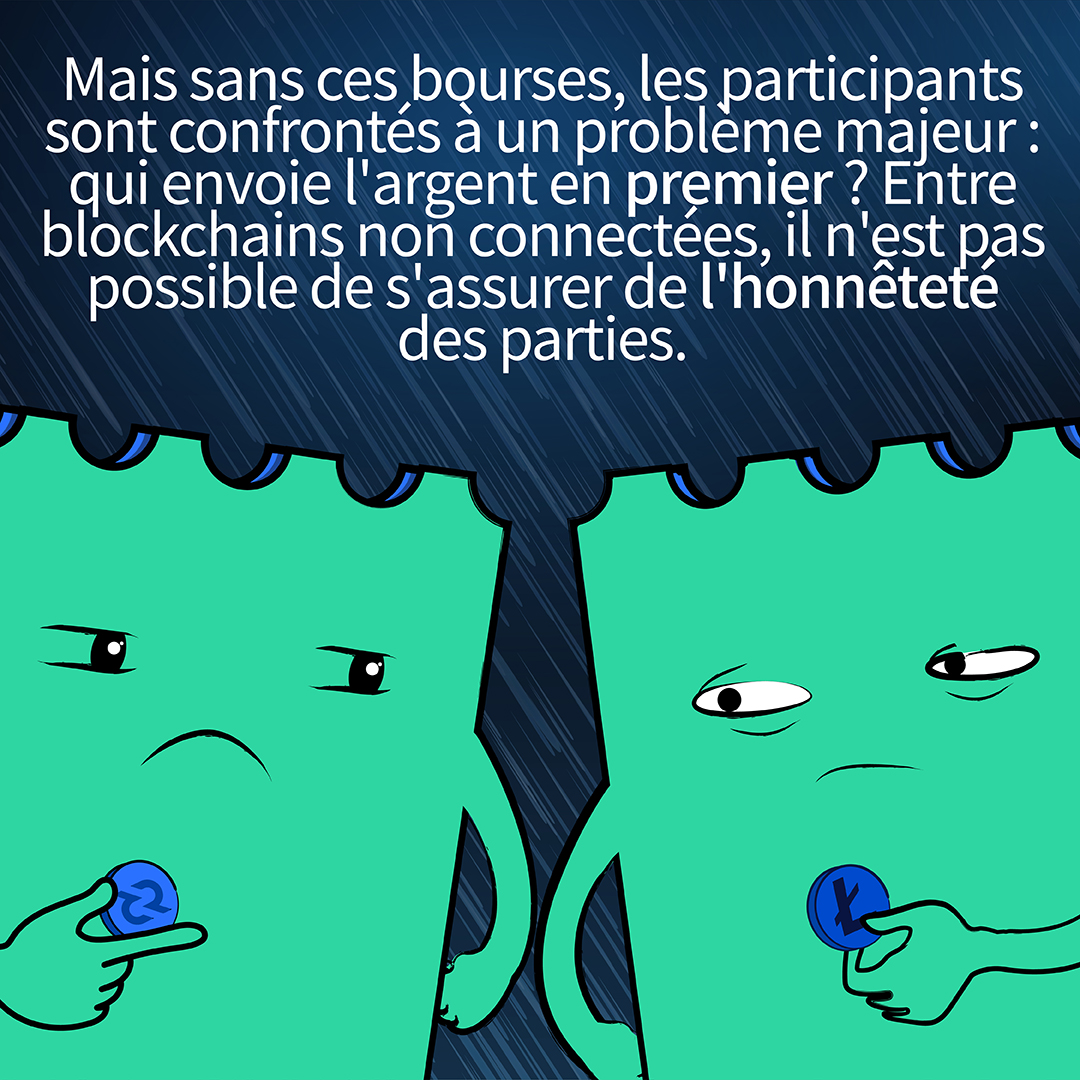 Mais sans ces bourses, les participants
sont confrontés à un problème majeur :
qui envoie l'argent en premier ? Entre
blockchains non connectées, il n'est pas
possible de s'assurer de l'honnêteté
des parties.